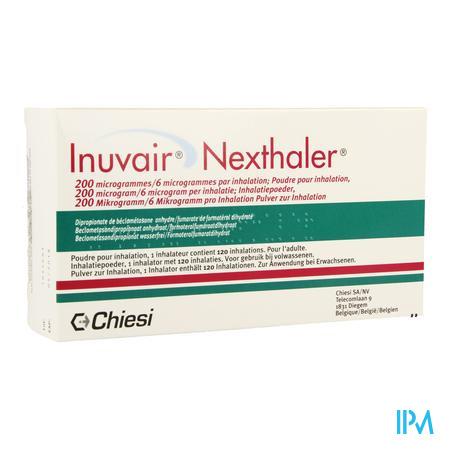 Inuvair® Nexthaler®
200 microgrammes/6 microgrammes par inhalation; Poudre pour inhalation,
200 microgram/6 microgram per inhalatie; Inhalatiepoeder,
200 Mikrogramm/6 Mikrogramm pro Inhalation Pulver zur Inhalation
Dipropionate de béclométasone anhydre/fumarate de formotérol dihydraté
Beclometasondipropionaat anhydraat/formoterolfumaraatdihydraat
Beclometasondipropionat wasserfrei/Formoterolfumaratdihydrat
Poudre pour inhalation, 1 inhalateur contient 120 inhalations. Pour l'adulte.
Inhalatiepoeder, 1 inhalator met 120 inhalaties. Voor gebruik bij volwassenen.
Pulver zur Inhalation, 1 Inhalator enthält 120 Inhalationen. Zur Anwendung bei Erwachsenen.
Chiesi
Chiesi SA/NV
Telecomlaan 9
1831 Diegem
Belgique/België/Belgien
IPM